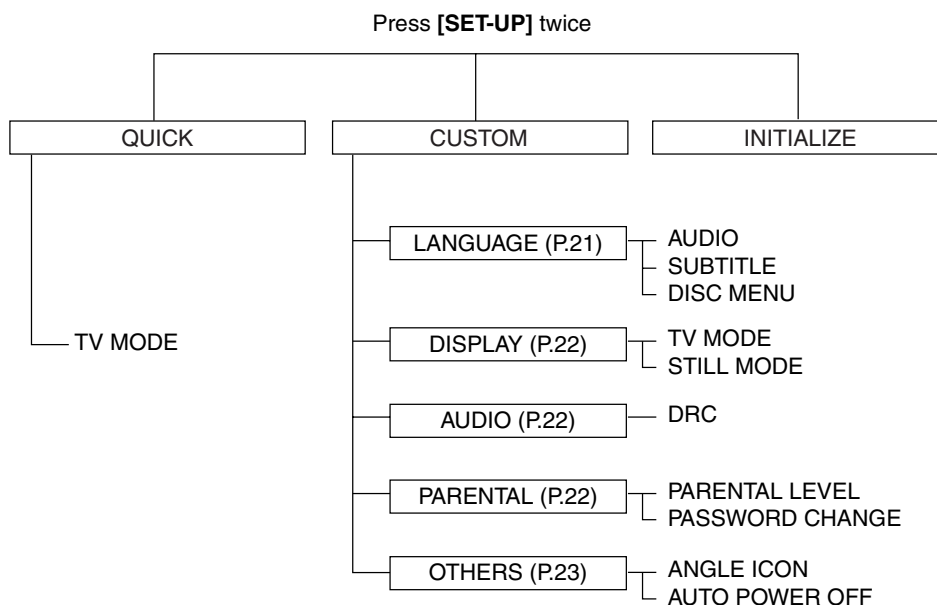 Press [SET-UP] twice
QUICK
CUSTOM
INITIALIZE
TV MODE
LANGUAGE (P.21)
AUDIO
SUBTITLE
DISC MENU
DISPLAY (P.22)
TV MODE
STILL MODE
AUDIO (P.22)
DRC
PARENTAL (P.22)
PARENTAL LEVEL
PASSWORD CHANGE
OTHERS (P.23)
ANGLE ICON
AUTO POWER OFF